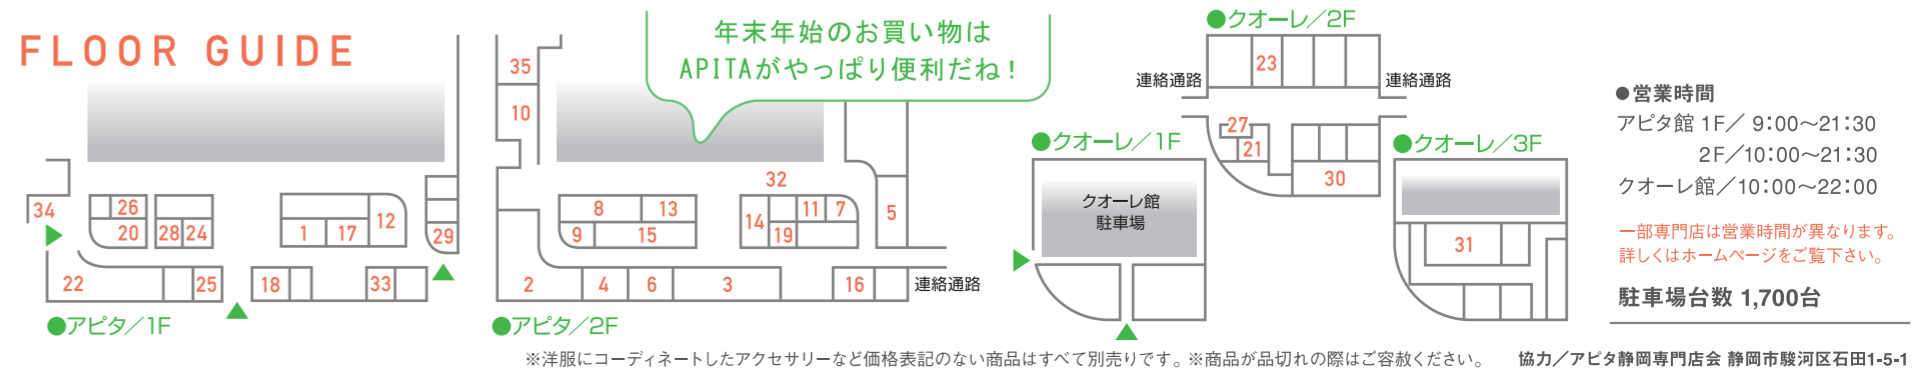 FLOOR GUIDE
年末年始のお買い物は
APITAがやっぱり便利だね！
34
26
20
28
24
1
17
12
29
22
25
18
33
●アピタ／1F
35
10
32
8
13
9
15
14
11
7
19
5
2
4
6
3
16
連絡通路
●アピタ／2F
●クオーレ／1F
クオーレ館
駐車場
●クオーレ／2F
23
連絡通路
連絡通路
27
21
30
●クオーレ／3F
31
●営業時間
アピタ館 1F／ 9：00～21：30
2F／10：00～21：30
クオーレ館／10：00～22：00
一部専門店は営業時間が異なります。
詳しくはホームページをご覧下さい。
駐車場台数 1,700台
※洋服にコーディネートしたアクセサリーなど価格表記のない商品はすべて別売りです。※商品が品切れの際はご容赦ください。
協力／アピタ静岡専門店会 静岡市駿河区石田1-5-1